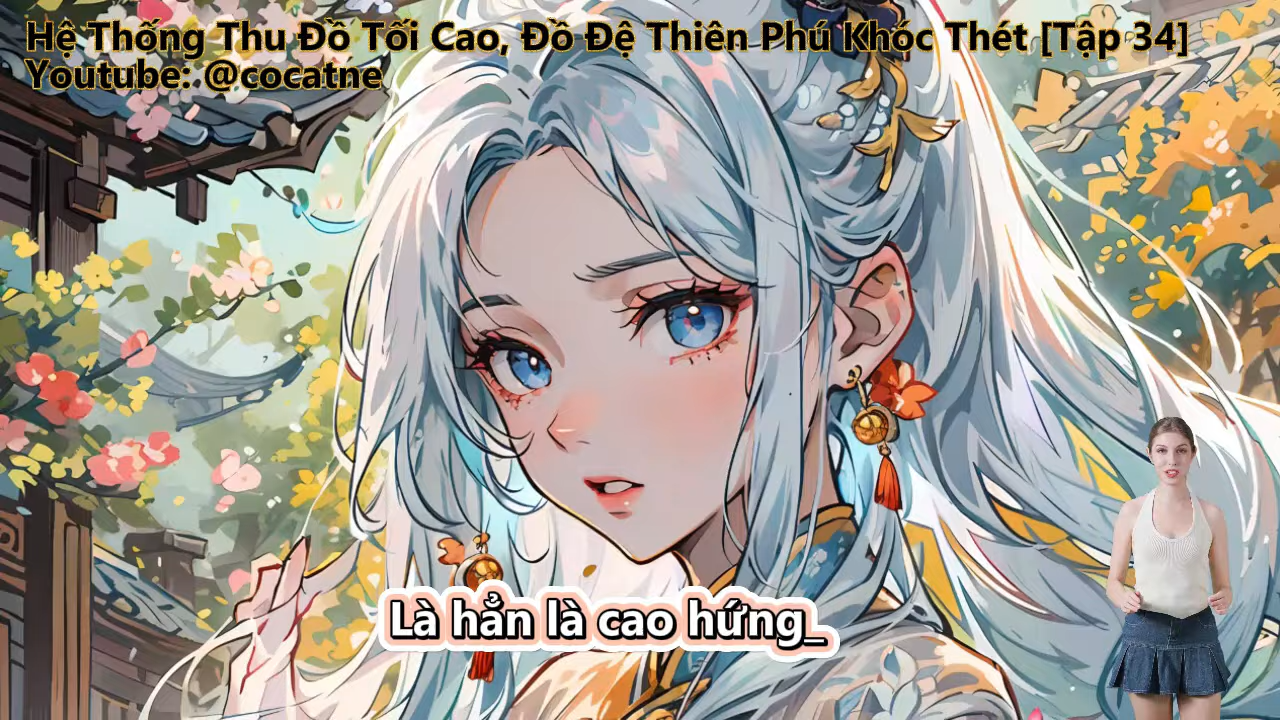 Hệ Thống Thu Đồ Tối Cao, Đồ Đệ Thiên Phú Khóc Thét [Tập 34]
Youtube: @cocatne
Là hẳn là cao hứng_